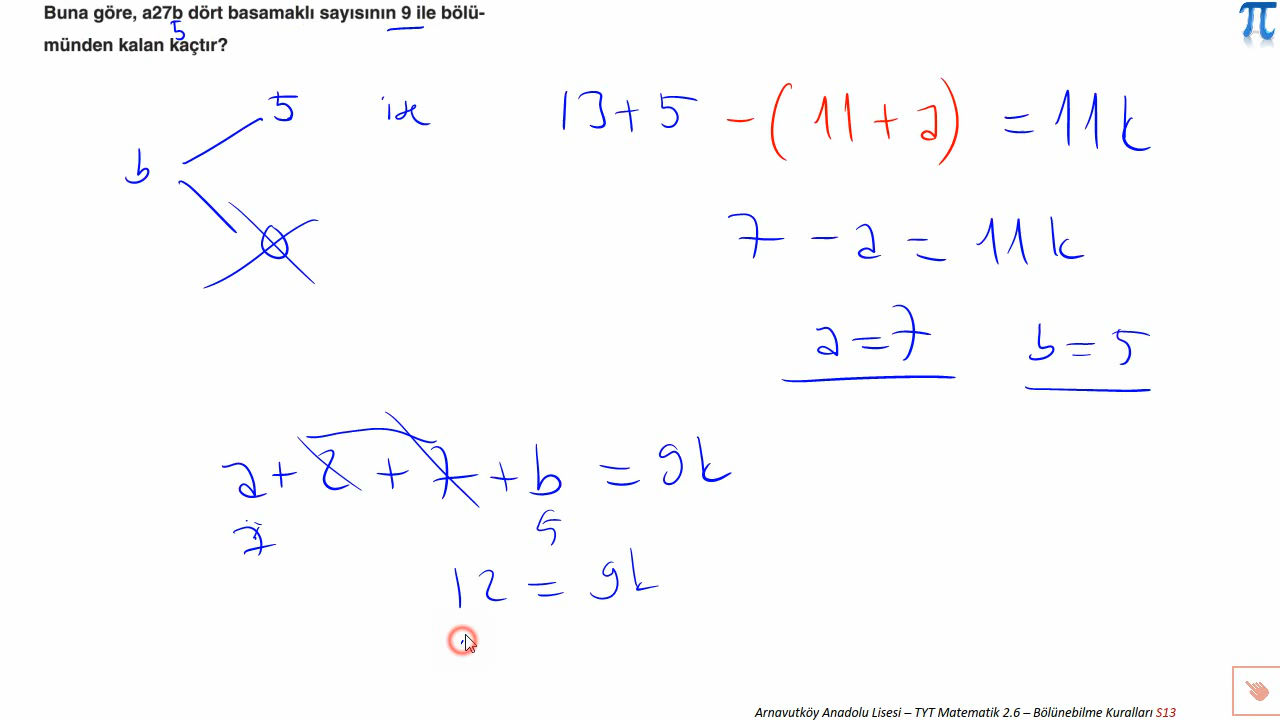 Buna göre, a27b dört basamaklı sayısının 9 ile bölü-
münden kalan kaçtır?
5
b
5 ise
0
13 + 5 - (11 + a) = 11k
7 - a = 11k
a = 7 b = 5
a + 2 + 7 + b = 9k
7 5
12 = 9k
Arnavutköy Anadolu Lisesi – TYT Matematik 2.6 – Bölünebilme Kuralları S13